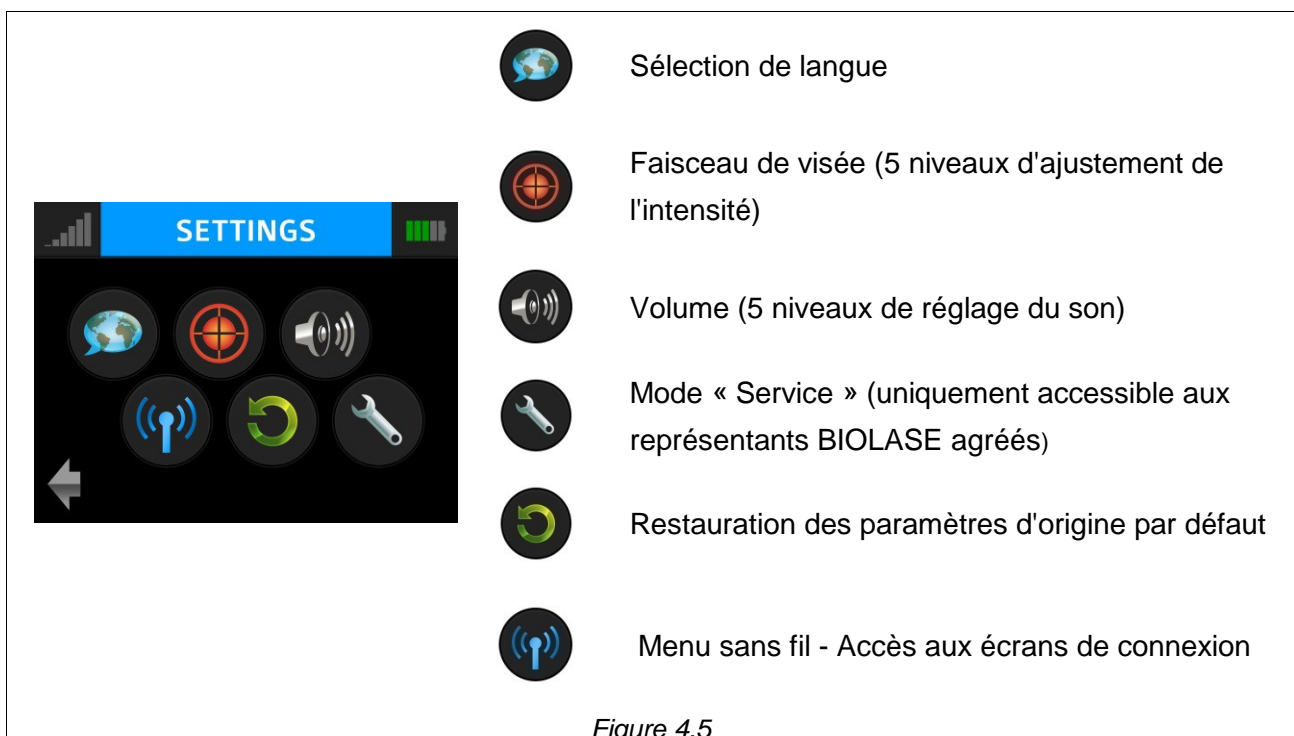 Sélection de langue
Faisceau de visée (5 niveaux d'ajustement de
l'intensité)
SETTINGS
Volume (5 niveaux de réglage du son)
Mode « Service » (uniquement accessible aux
représentants BIOLASE agréés)
Restauration des paramètres d'origine par défaut
Menu sans fil - Accès aux écrans de connexion
Figure 4.5